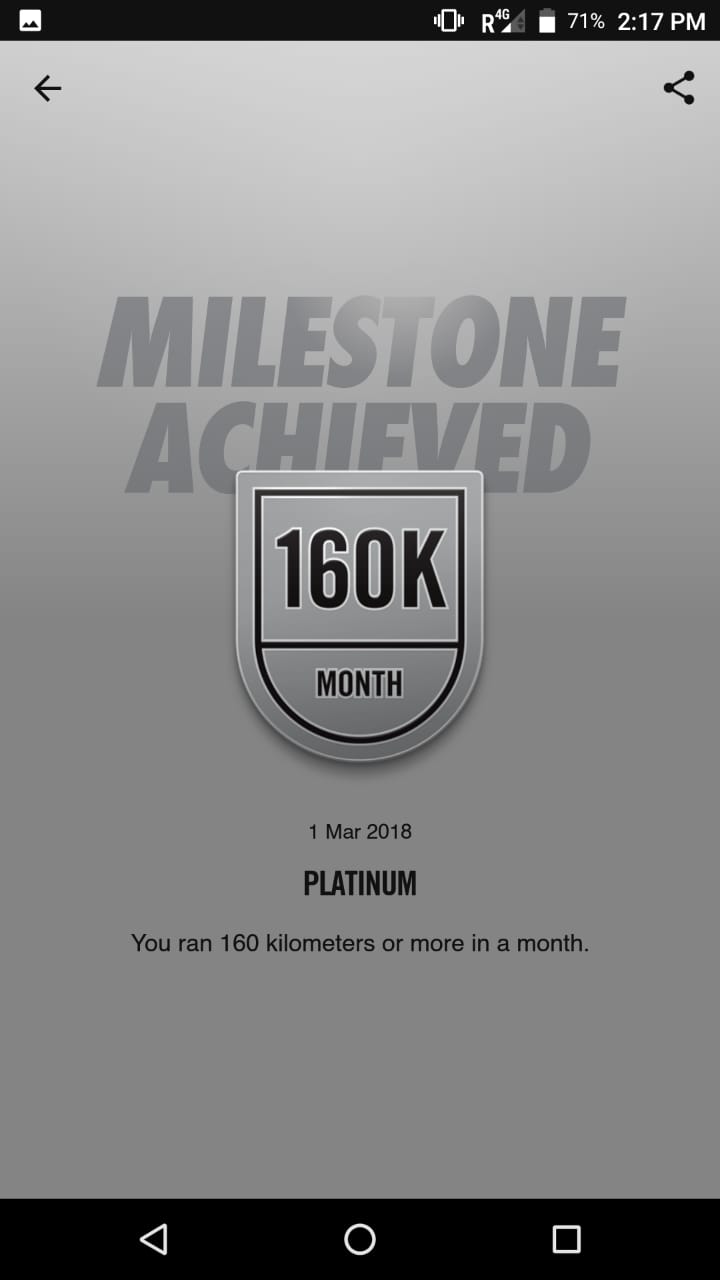 R 4G 71% 2:17 PM
MILESTONE
ACHIEVED
160K
MONTH
1 Mar 2018
PLATINUM
You ran 160 kilometers or more in a month.